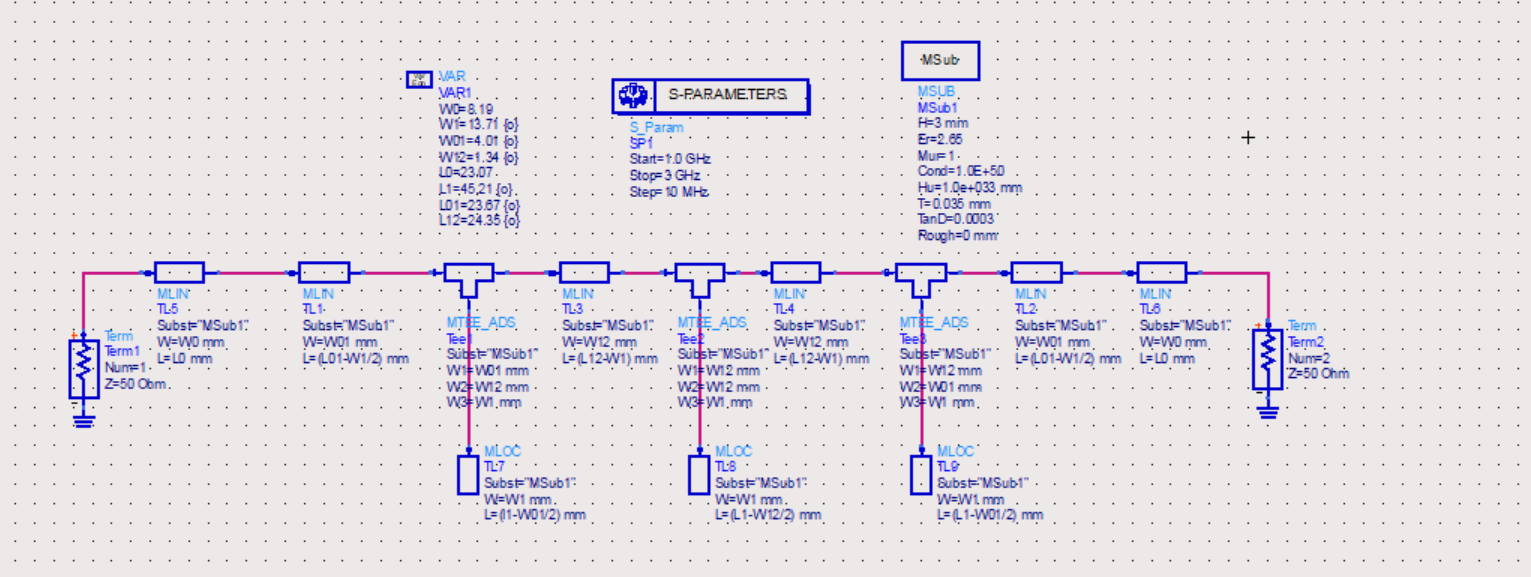 VAR
VAR1
W0=8.19
W1=13.71 {o}
W01=4.01 {o}
W12=1.34 {o}
L0=23.07
L1=45.21 {o}
L01=23.67 {o}
L12=24.35 {o}
S-PARAMETERS
S_Param
SP1
Start=1.0 GHz
Stop=3 GHz
Step=10 MHz
MSub
MSUB
MSub1
H=3 mm
Er=2.65
Mur=1
Cond=1.0E+50
Hu=1.0e+033 mm
T=0.035 mm
TanD=0.0003
Rough=0 mm
Term
Term1
Num=1
Z=50 Ohm
MLIN
TL5
Subst="MSub1"
W=W0 mm
L=L0 mm
MLIN
TL1
Subst="MSub1"
W=W01 mm
L=(L01-W1/2) mm
MTEE_ADS
Tee1
Subst="MSub1"
W1=W01 mm
W2=W12 mm
W3=W1 mm
MLIN
TL3
Subst="MSub1"
W=W12 mm
L=(L12-W1) mm
MTEE_ADS
Tee2
Subst="MSub1"
W1=W12 mm
W2=W12 mm
W3=W1 mm
MLIN
TL4
Subst="MSub1"
W=W12 mm
L=(L12-W1) mm
MTEE_ADS
Tee3
Subst="MSub1"
W1=W12 mm
W2=W01 mm
W3=W1 mm
MLIN
TL2
Subst="MSub1"
W=W01 mm
L=(L01-W1/2) mm
MLIN
TL6
Subst="MSub1"
W=W0 mm
L=L0 mm
Term
Term2
Num=2
Z=50 Ohm
MLOC
TL7
Subst="MSub1"
W=W1 mm
L=(l1-W01/2) mm
MLOC
TL8
Subst="MSub1"
W=W1 mm
L=(L1-W12/2) mm
MLOC
TL9
Subst="MSub1"
W=W1 mm
L=(L1-W01/2) mm